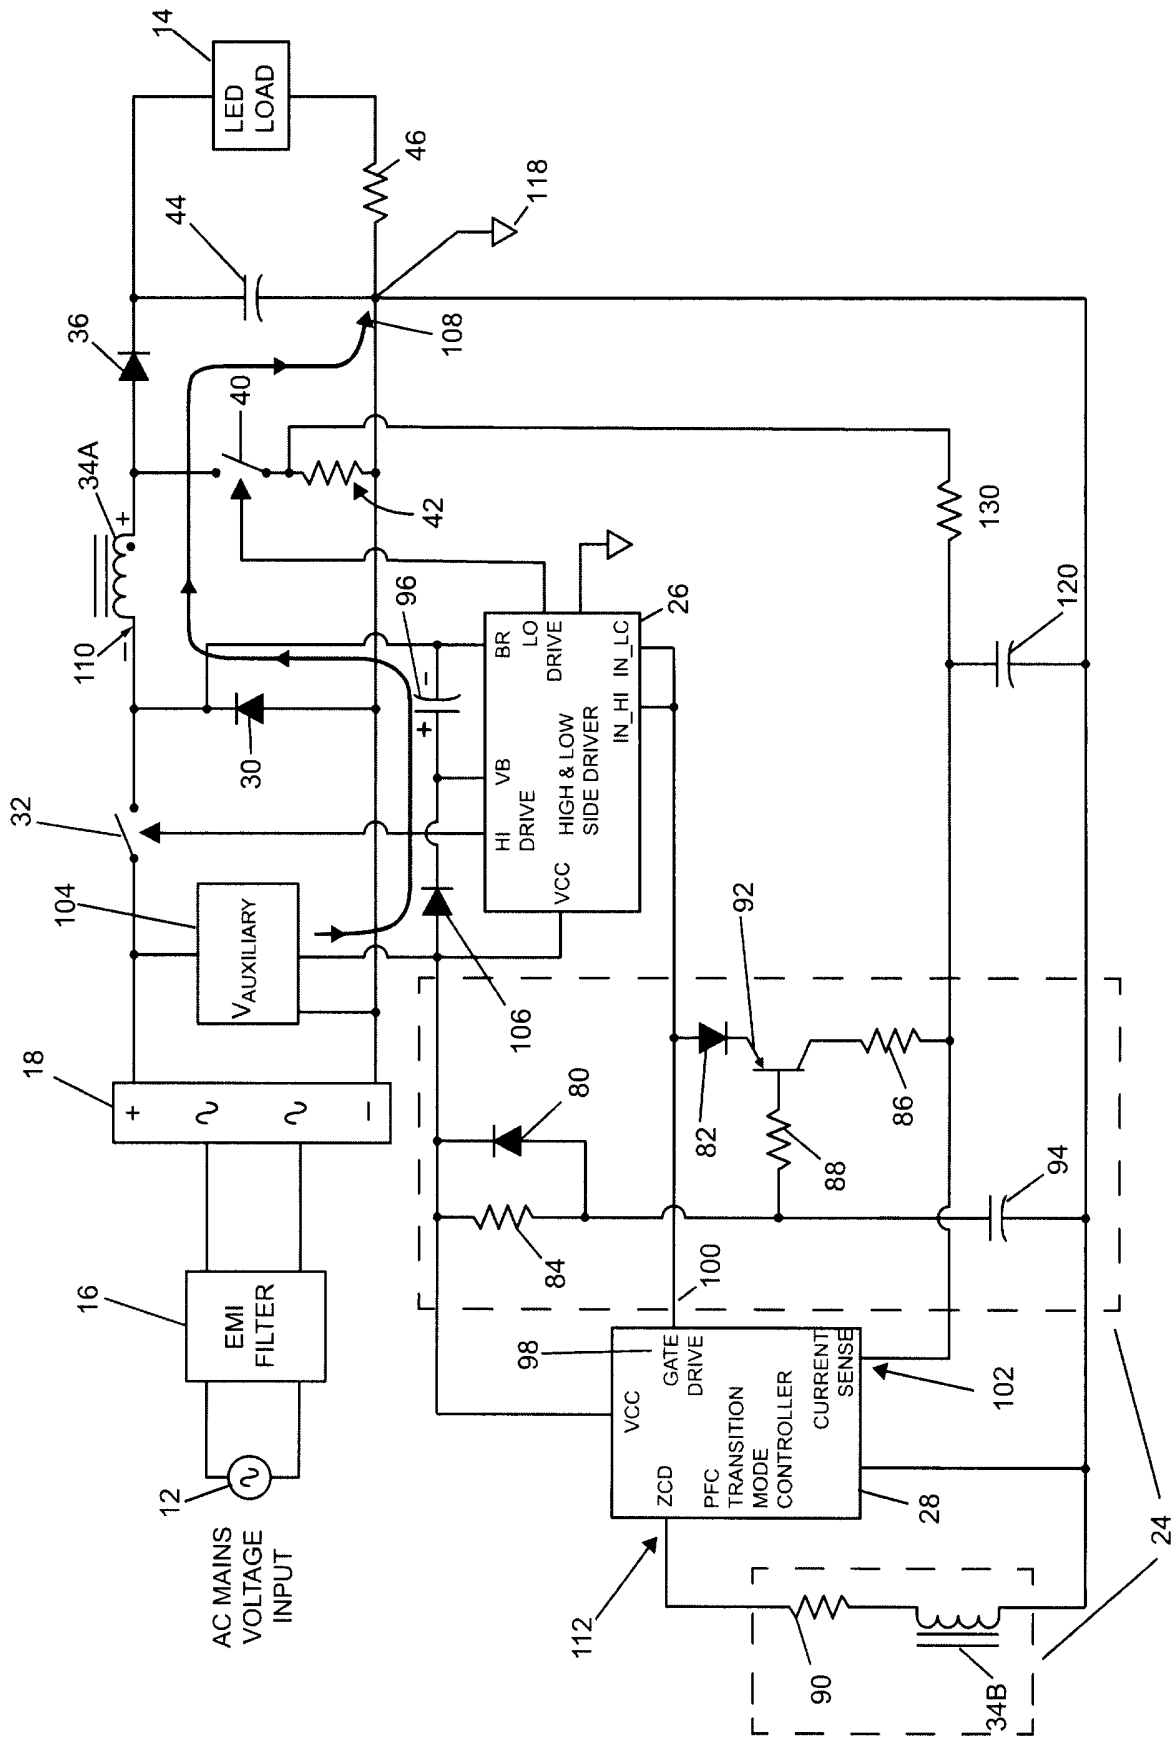 14
LED
LOAD
46
44
118
36
108
40
34A
+
42
130
110
−
96
120
26
BR
LO
DRIVE
IN_LC
−
+
30
VB
HIGH & LOW
SIDE DRIVER
IN_HI
32
HI
DRIVE
VCC
104
VAUXILIARY
92
106
18
+
−
80
82
86
88
94
84
100
16
EMI
FILTER
98
GATE
DRIVE
VCC
CURRENT
SENSE
102
ZCD
PFC
TRANSITION
MODE
CONTROLLER
12
28
AC MAINS
VOLTAGE
INPUT
112
90
34B
24